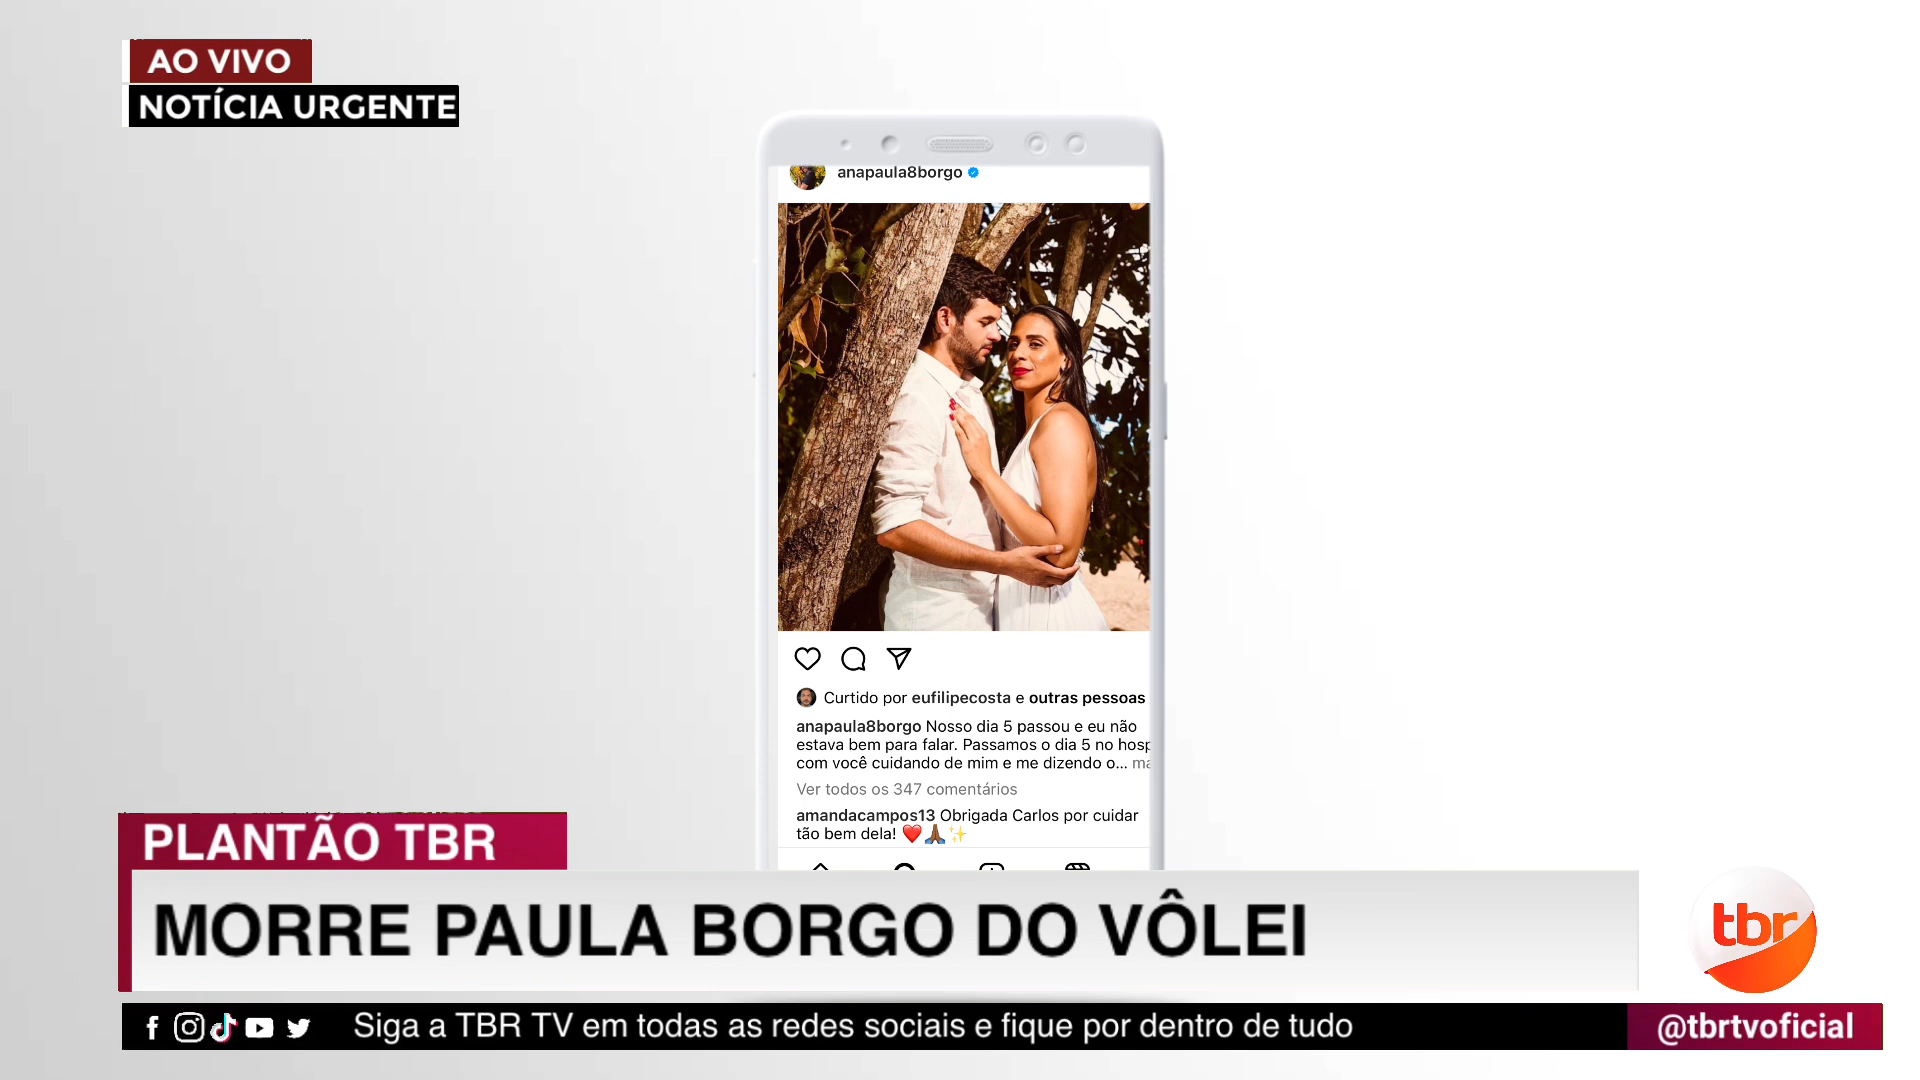 AO VIVO
NOTÍCIA URGENTE
anapaula8borgo
Curtido por eufilipecosta e outras pessoas
anapaula8borgo Nosso dia 5 passou e eu não
estava bem para falar. Passamos o dia 5 no hosp
com você cuidando de mim e me dizendo o... ma
Ver todos os 347 comentários
amandacampos13 Obrigada Carlos por cuidar
tão bem dela! ❤️🙏🏾✨
PLANTÃO TBR
MORRE PAULA BORGO DO VÔLEI
tbr
Siga a TBR TV em todas as redes sociais e fique por dentro de tudo
@tbrtvoficial